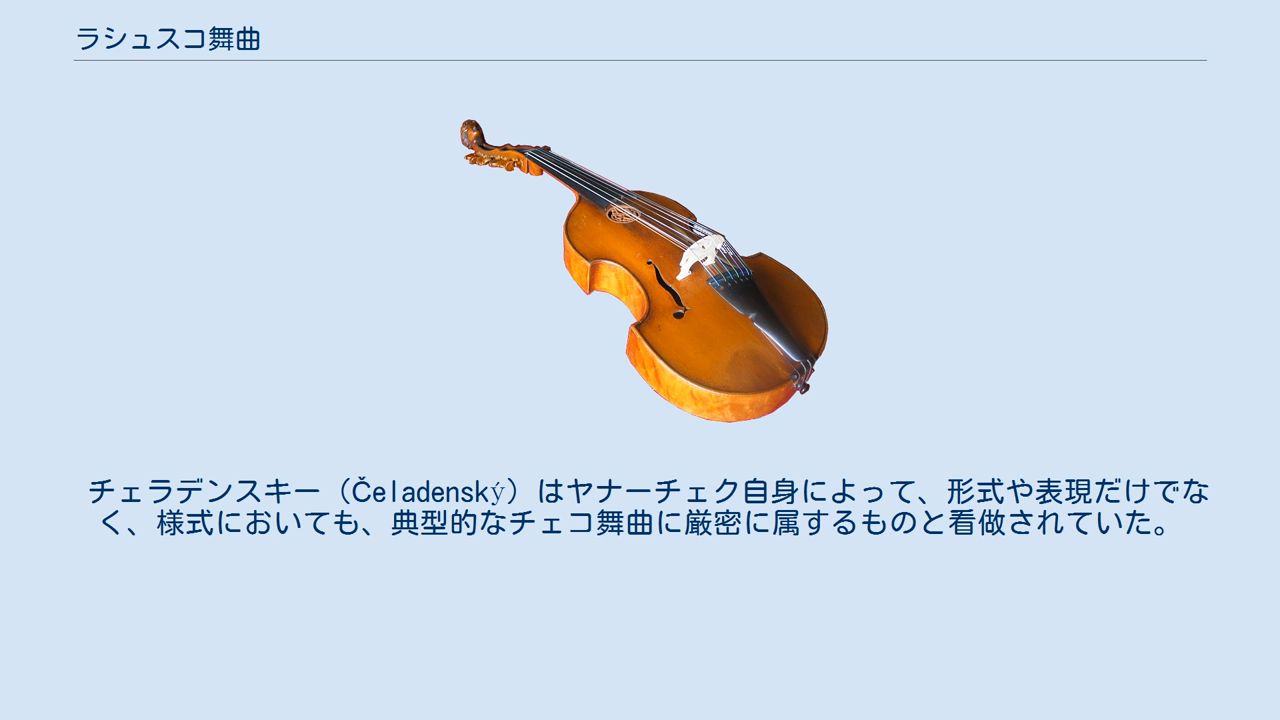 ラシュスコ舞曲
チェラデンスキー（Čeladenský）はヤナーチェク自身によって、形式や表現だけでな
く、様式においても、典型的なチェコ舞曲に厳密に属するものと看做されていた。